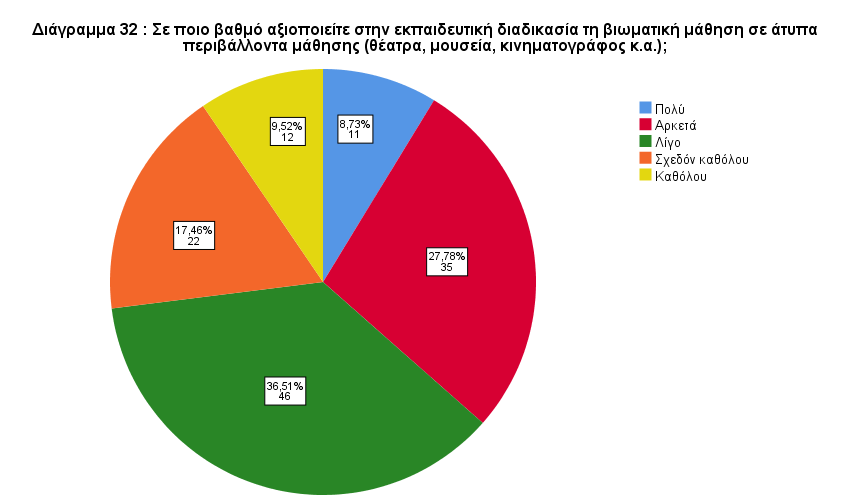 Διάγραμμα 32 : Σε ποιο βαθμό αξιοποιείτε στην εκπαιδευτική διαδικασία τη βιωματική μάθηση σε άτυπα
περιβάλλοντα μάθησης (θέατρα, μουσεία, κινηματογράφος κ.α.);
Πολύ
Αρκετά
Λίγο
Σχεδόν καθόλου
Καθόλου
9,52%
12
8,73%
11
17,46%
22
27,78%
35
36,51%
46